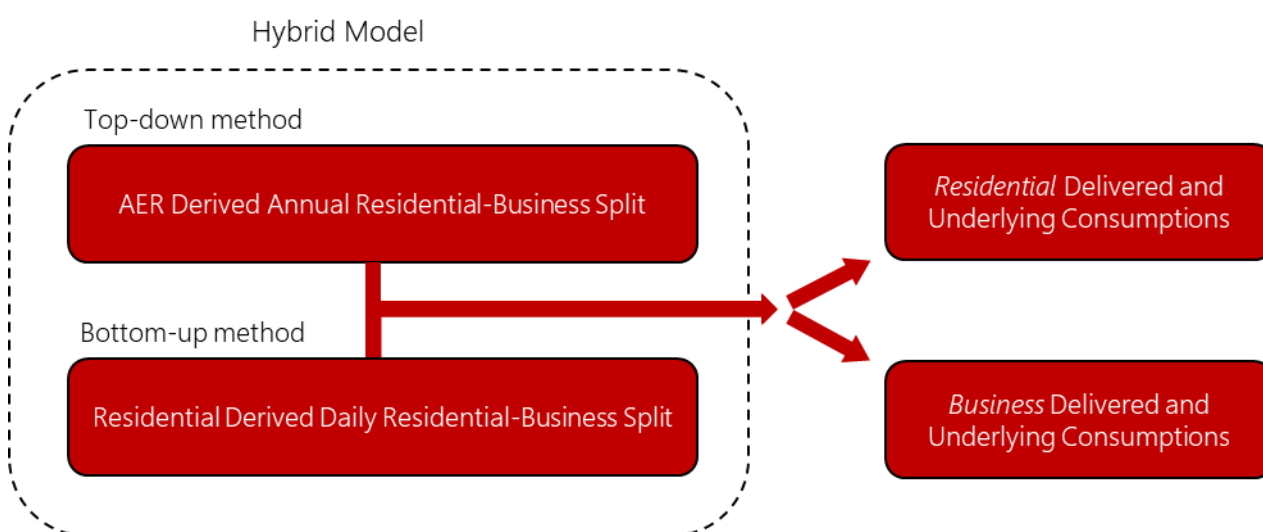 Hybrid Model
Top-down method
AER Derived Annual Residential-Business Split
Bottom-up method
Residential Derived Daily Residential-Business Split
Residential Delivered and
Underlying Consumptions
Business Delivered and
Underlying Consumptions